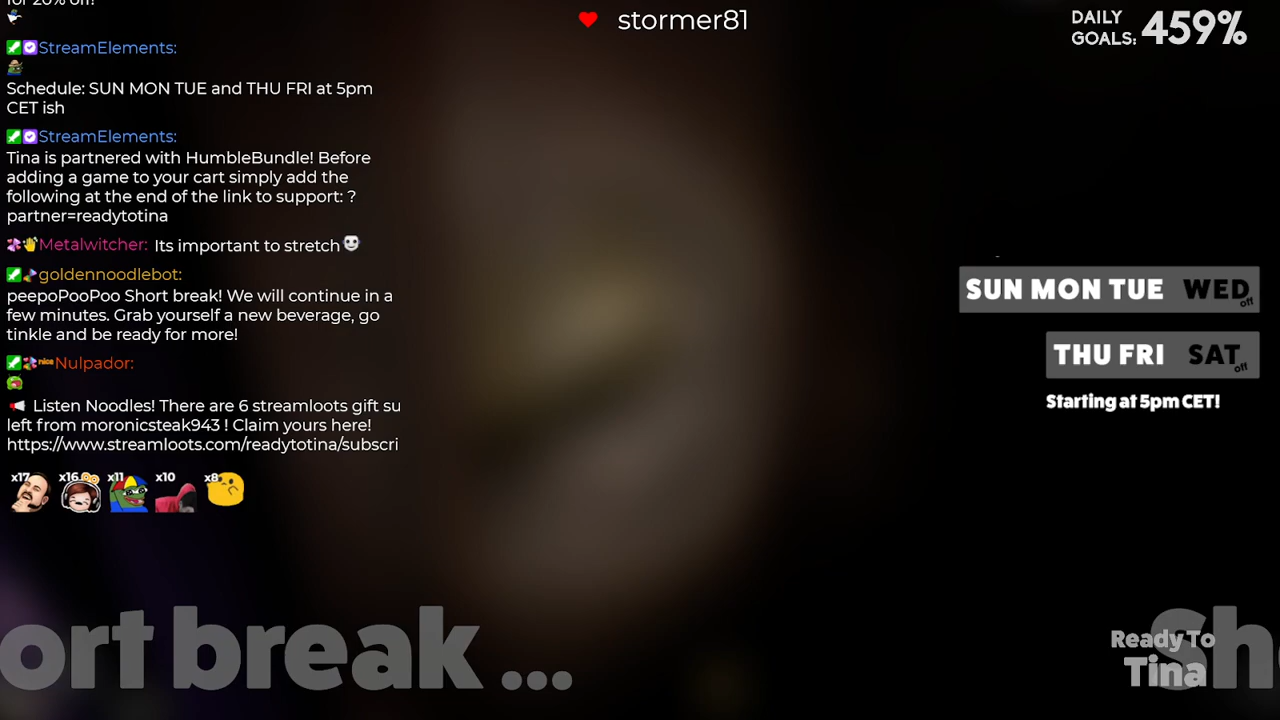 for 20% off!
StreamElements:
Schedule: SUN MON TUE and THU FRI at 5pm
CET ish
StreamElements:
Tina is partnered with HumbleBundle! Before
adding a game to your cart simply add the
following at the end of the link to support: ?
partner=readytotina
Metalwitcher: Its important to stretch
goldennoodlebot:
peepoPooPoo Short break! We will continue in a
few minutes. Grab yourself a new beverage, go
tinkle and be ready for more!
nice Nulpador:
Listen Noodles! There are 6 streamloots gift su
left from moronicsteak943 ! Claim yours here!
https://www.streamloots.com/readytotina/subscri
x17 x16 x11 x10 x8
stormer81
DAILY
GOALS: 459%
SUN MON TUE WED off
THU FRI SAT off
Starting at 5pm CET!
ort break ... Sh
Ready To
Tina